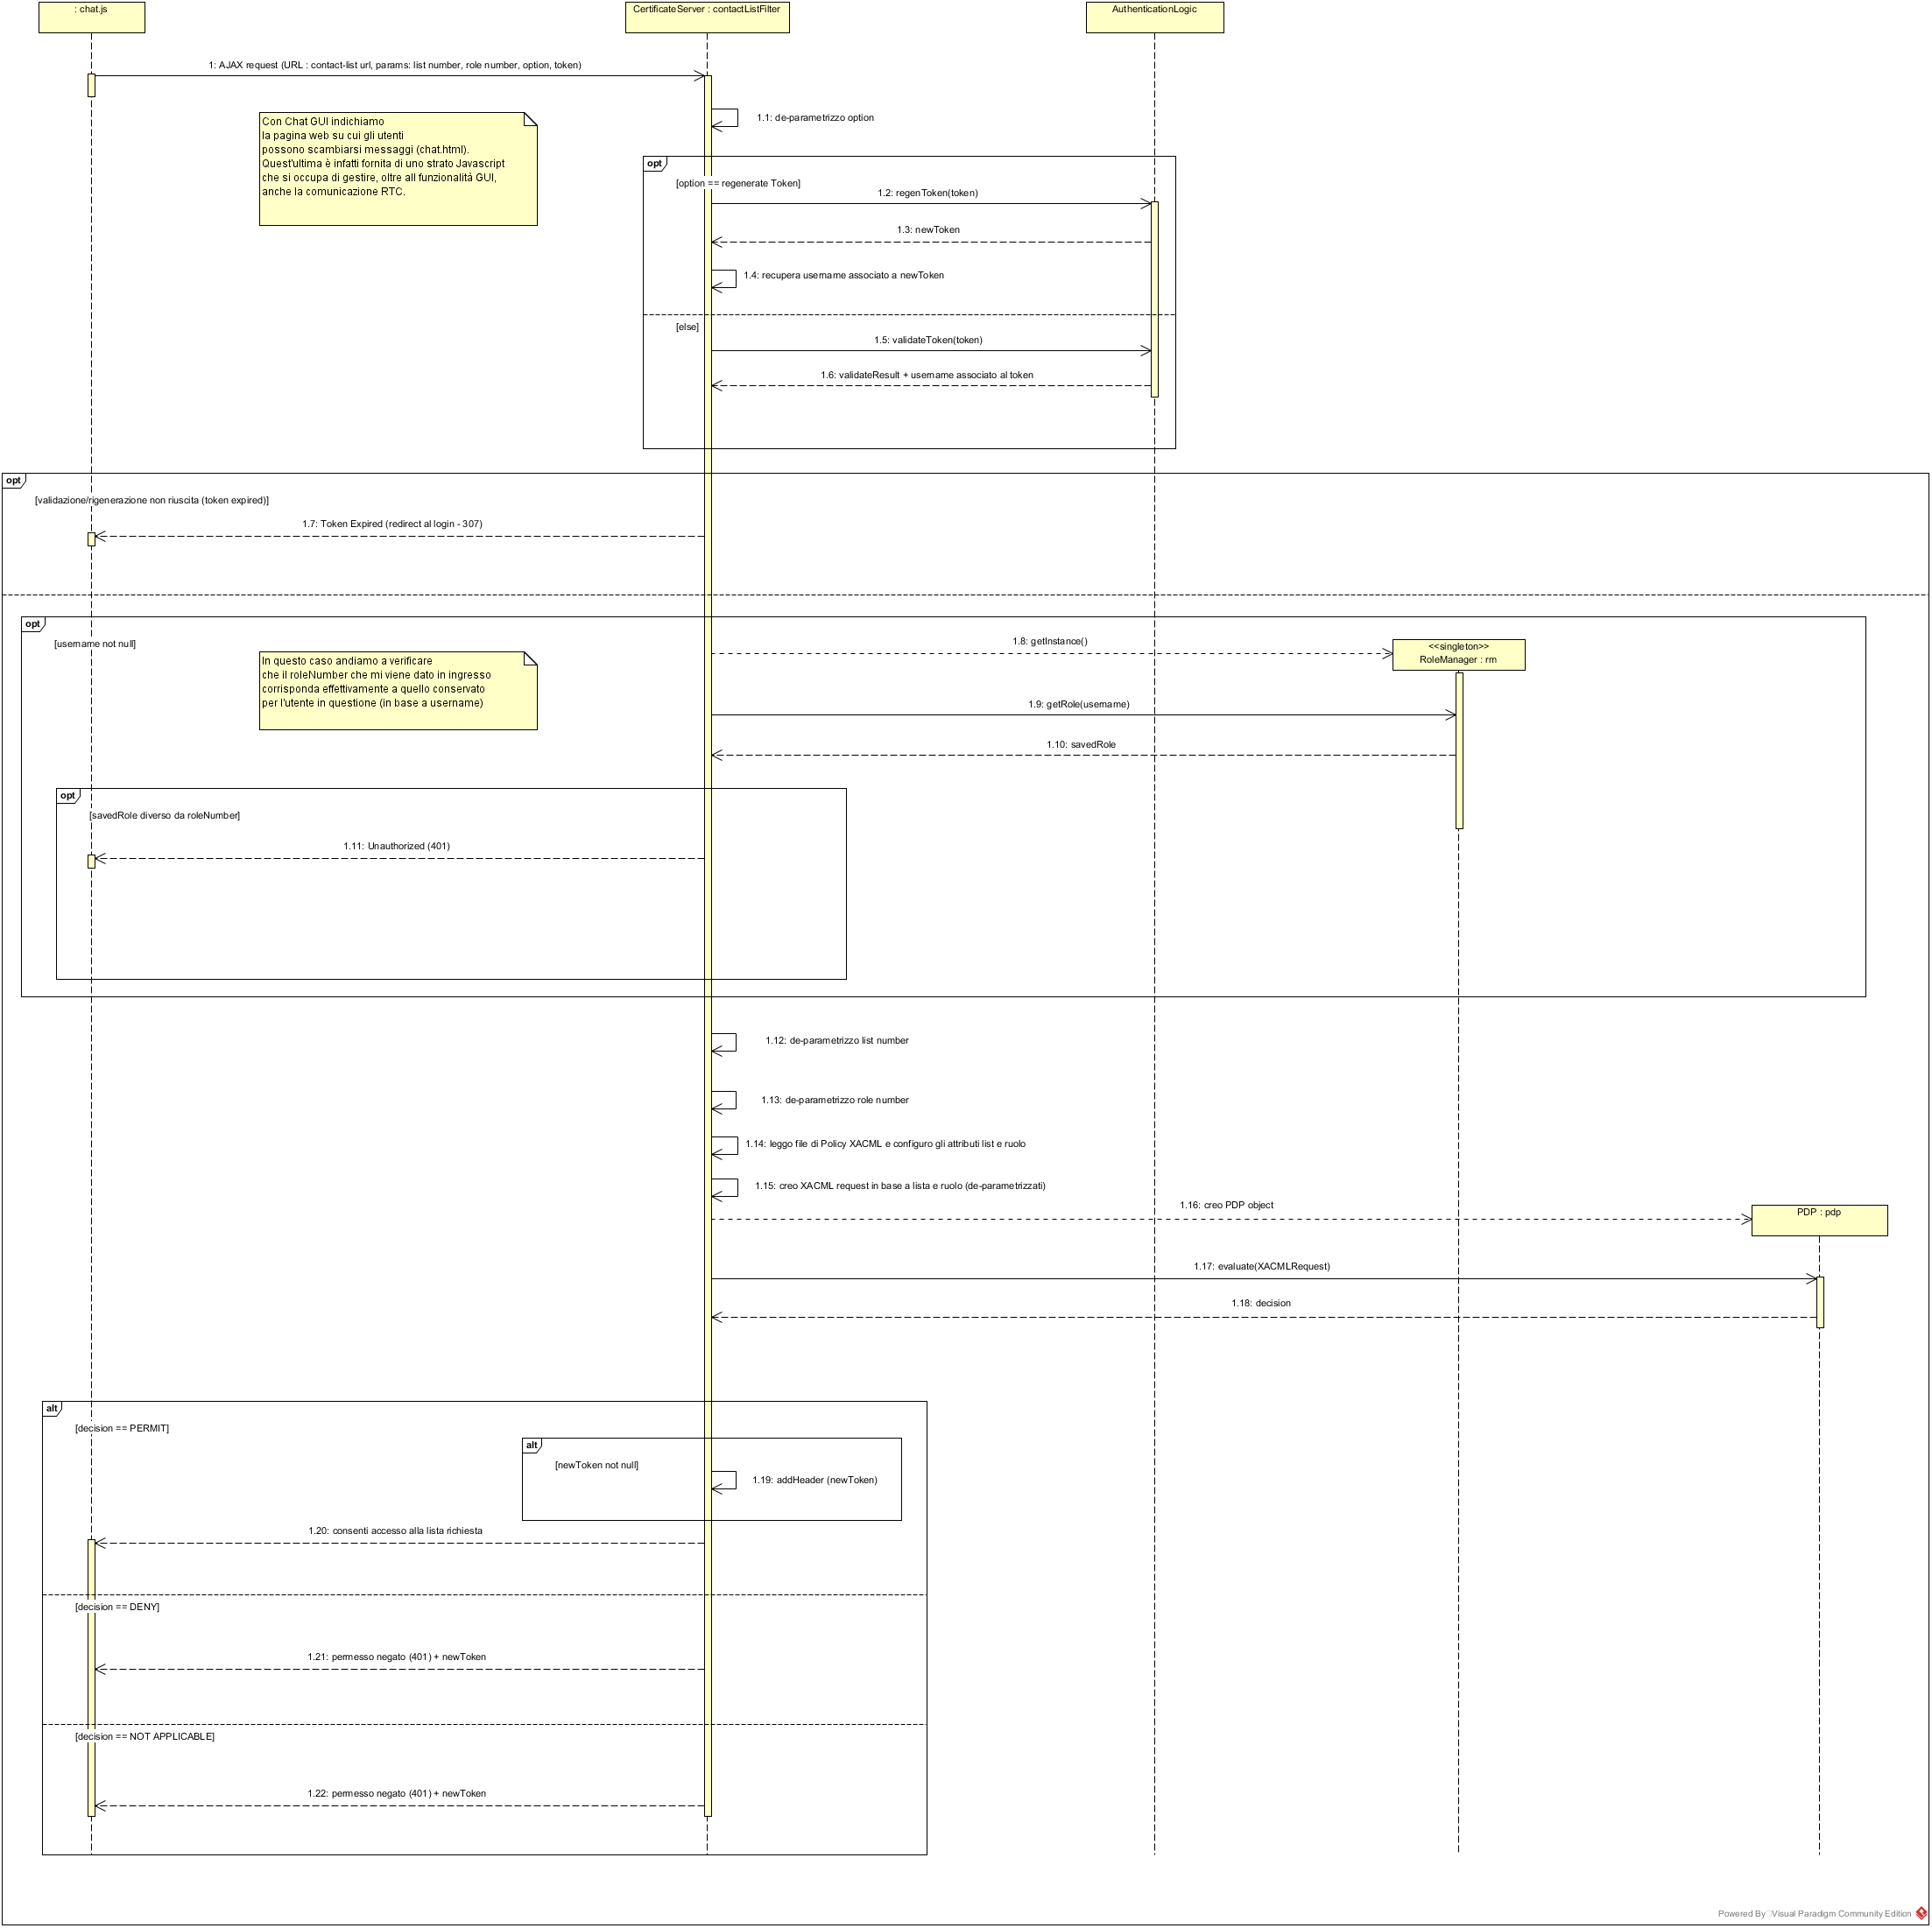 : chat.js
CertificateServer : contactListFilter
AuthenticationLogic
1: AJAX request (URL : contact-list url, params: list number, role number, option, token)
Con Chat GUI indichiamo
la pagina web su cui gli utenti
possono scambiarsi messaggi (chat.html).
Quest'ultima è infatti fornita di uno strato Javascript
che si occupa di gestire, oltre all funzionalità GUI,
anche la comunicazione RTC.
1.1: de-parametrizzo option
opt
[option == regenerate Token]
1.2: regenToken(token)
1.3: newToken
1.4: recupera username associato a newToken
[else]
1.5: validateToken(token)
1.6: validateResult + username associato al token
opt
[validazione/rigenerazione non riuscita (token expired)]
1.7: Token Expired (redirect al login - 307)
opt
[username not null]
In questo caso andiamo a verificare
che il roleNumber che mi viene dato in ingresso
corrisponda effettivamente a quello conservato
per l'utente in questione (in base a username)
1.8: getInstance()
<<singleton>>
RoleManager : rm
1.9: getRole(username)
1.10: savedRole
opt
[savedRole diverso da roleNumber]
1.11: Unauthorized (401)
1.12: de-parametrizzo list number
1.13: de-parametrizzo role number
1.14: leggo file di Policy XACML e configuro gli attributi list e ruolo
1.15: creo XACML request in base a lista e ruolo (de-parametrizzati)
1.16: creo PDP object
PDP : pdp
1.17: evaluate(XACMLRequest)
1.18: decision
alt
[decision == PERMIT]
alt
[newToken not null]
1.19: addHeader (newToken)
1.20: consenti accesso alla lista richiesta
[decision == DENY]
1.21: permesso negato (401) + newToken
[decision == NOT APPLICABLE]
1.22: permesso negato (401) + newToken
Powered By Visual Paradigm Community Edition